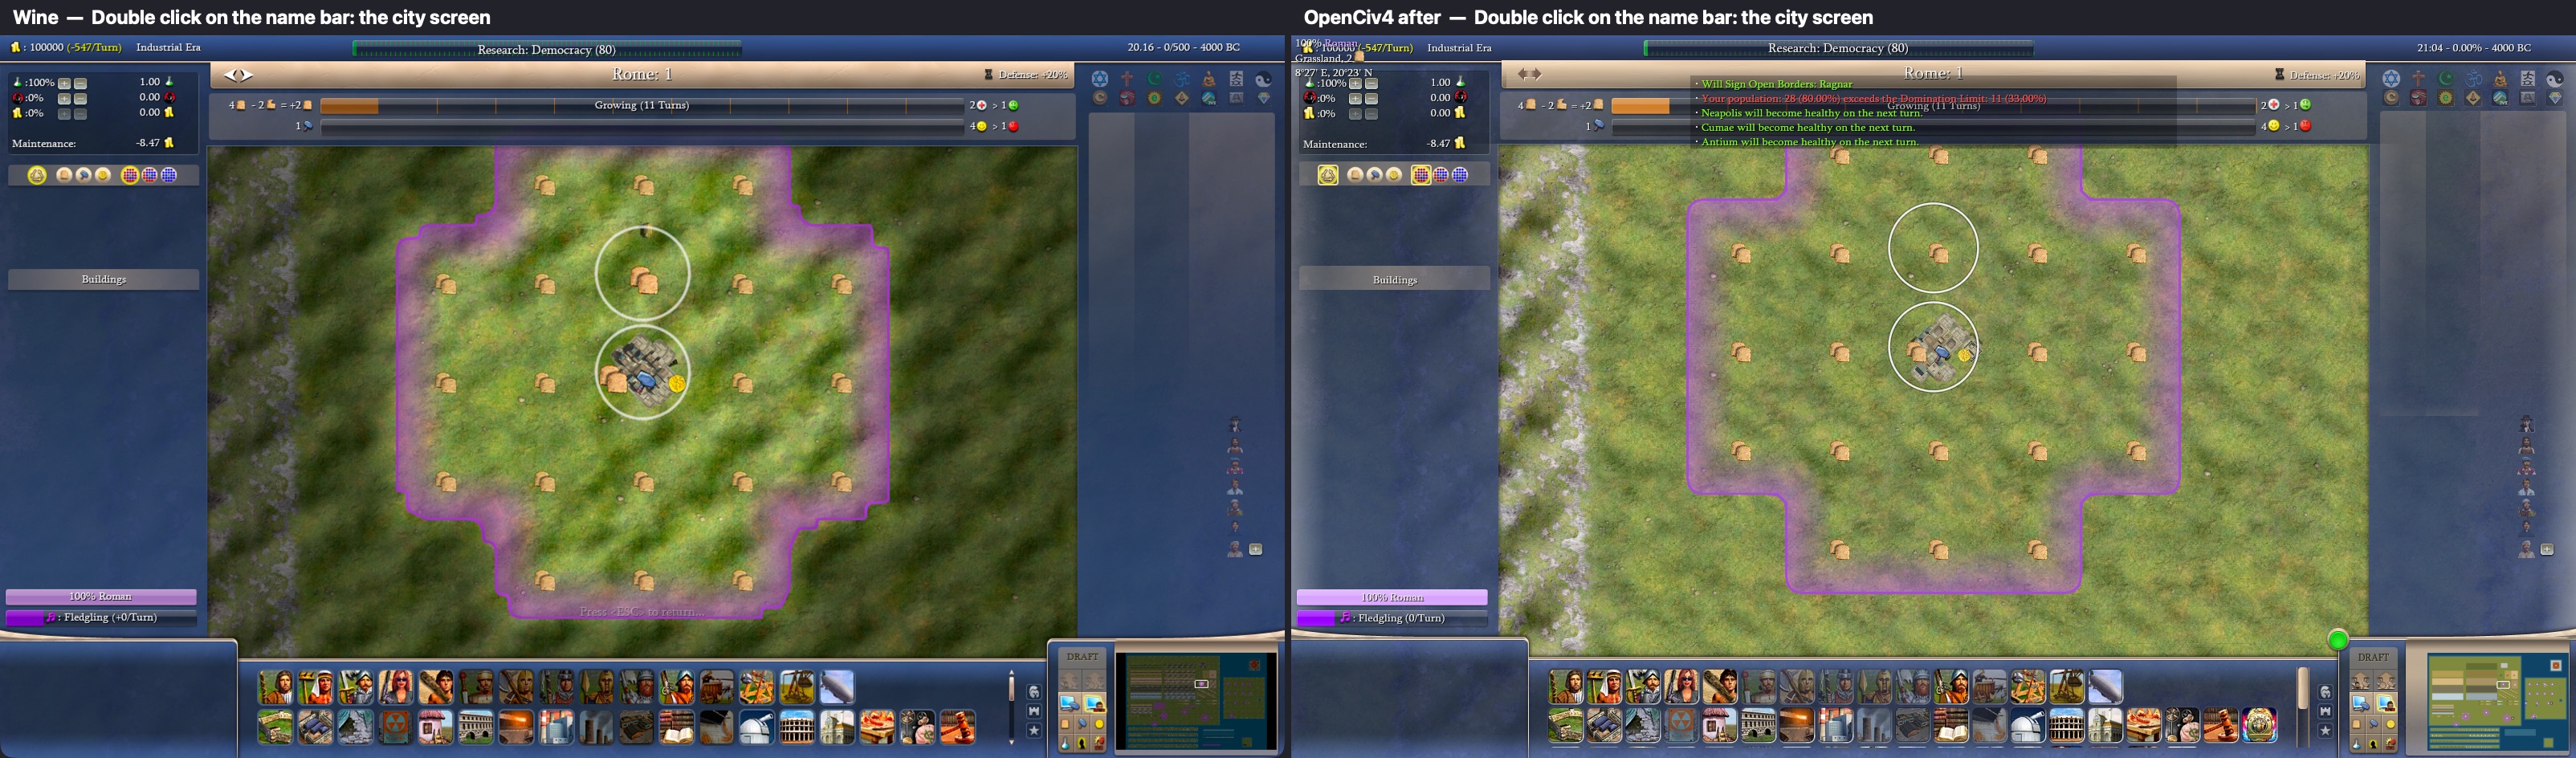 Wine — Double click on the name bar: the city screen
: 100000 (-547/Turn) Industrial Era
Research: Democracy (80)
20.16 - 0/500 - 4000 BC
:100% 1.00
:0% 0.00
:0% 0.00
Maintenance: -8.47
Rome: 1
Defense: +20%
4 - 2 = +2
Growing (11 Turns)
2 > 1
1
4 > 1
Buildings
Press <ESC> to return...
100% Roman
: Fledgling (+0/Turn)
DRAFT
OpenCiv4 after — Double click on the name bar: the city screen
100% Roman
: 100000 (-547/Turn) Industrial Era
Grassland, 2
8°27' E, 20°23' N
Research: Democracy (80)
21:04 - 0.00% - 4000 BC
:100% 1.00
:0% 0.00
:0% 0.00
Maintenance: -8.47
Rome: 1
Defense: +20%
· Will Sign Open Borders: Ragnar
· Your population: 28 (80.00%) exceeds the Domination Limit: 11 (33.00%)
4 - 2 = +2
Growing (11 Turns)
2 > 1
· Neapolis will become healthy on the next turn.
1
· Cumae will become healthy on the next turn.
4 > 1
· Antium will become healthy on the next turn.
Buildings
100% Roman
: Fledgling (0/Turn)
DRAFT